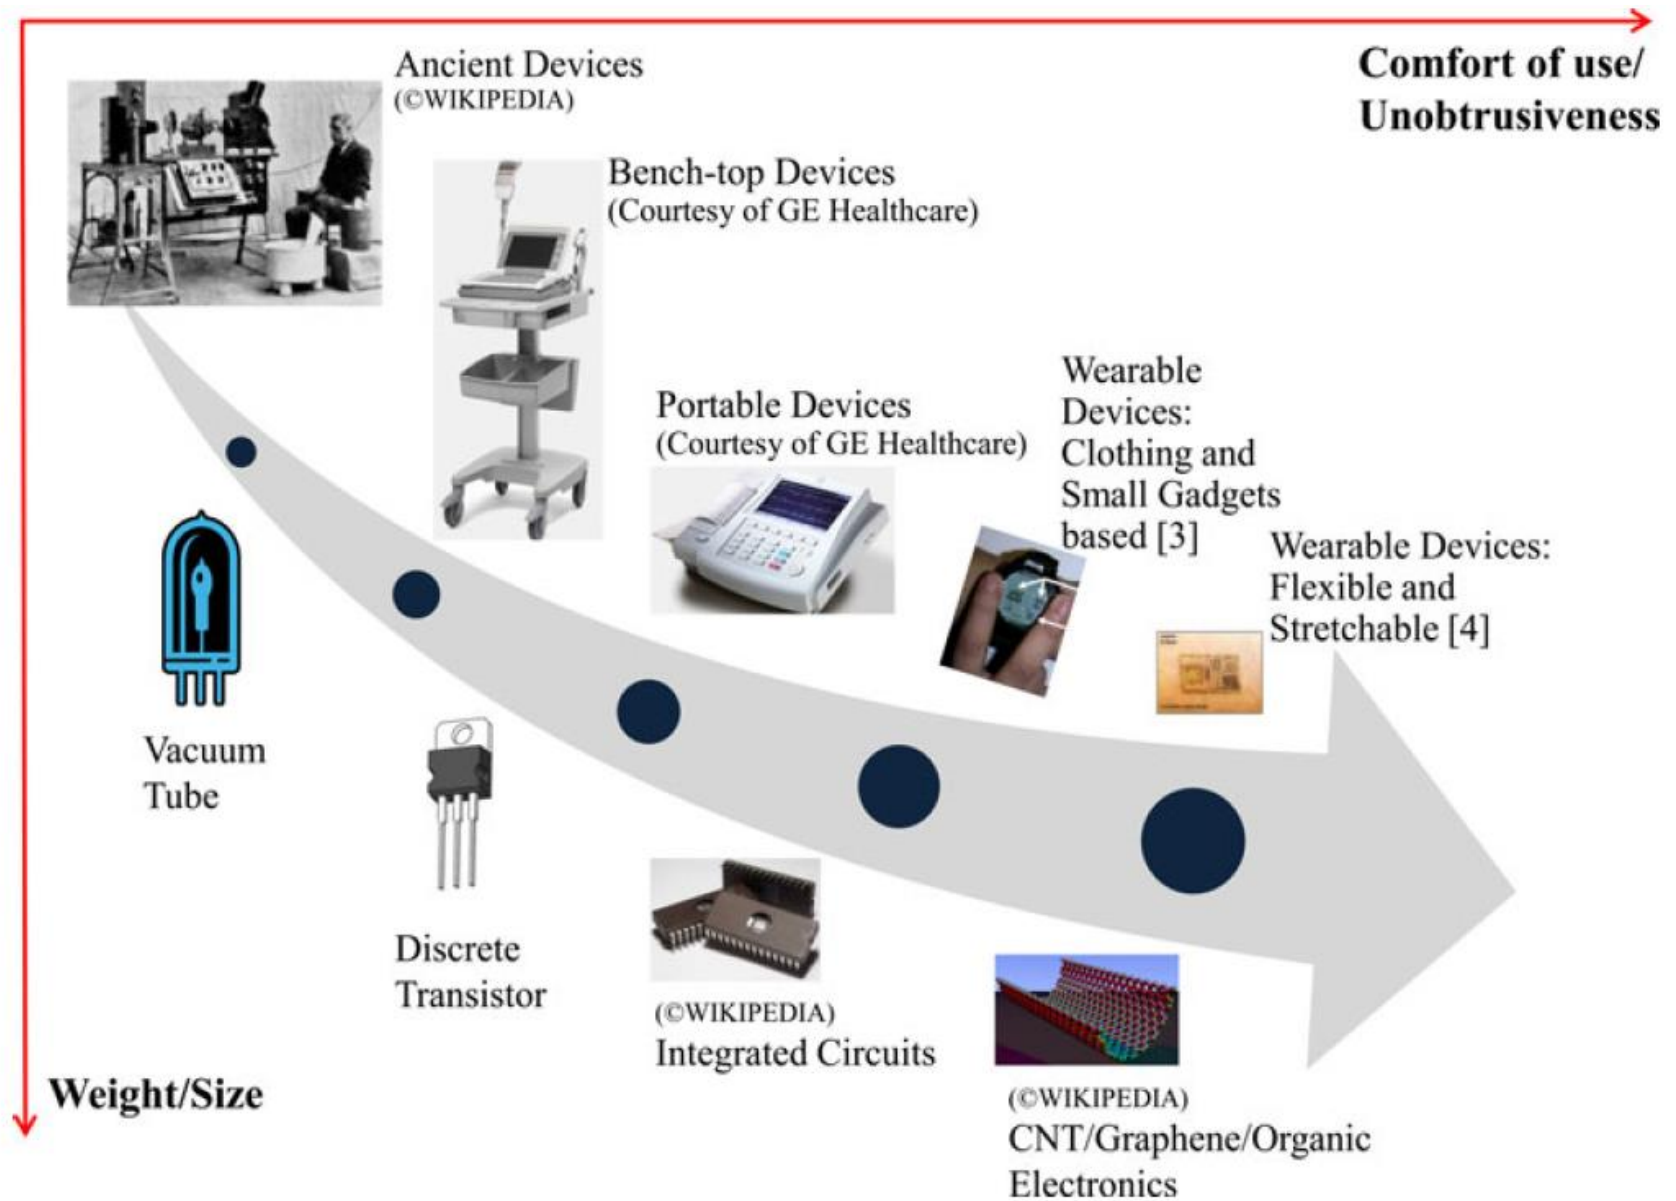 Comfort of use/
Unobtrusiveness
Ancient Devices
(©WIKIPEDIA)
Bench-top Devices
(Courtesy of GE Healthcare)
Portable Devices
(Courtesy of GE Healthcare)
Wearable
Devices:
Clothing and
Small Gadgets
based [3]
Wearable Devices:
Flexible and
Stretchable [4]
Vacuum
Tube
Discrete
Transistor
(©WIKIPEDIA)
Integrated Circuits
(©WIKIPEDIA)
CNT/Graphene/Organic
Electronics
Weight/Size